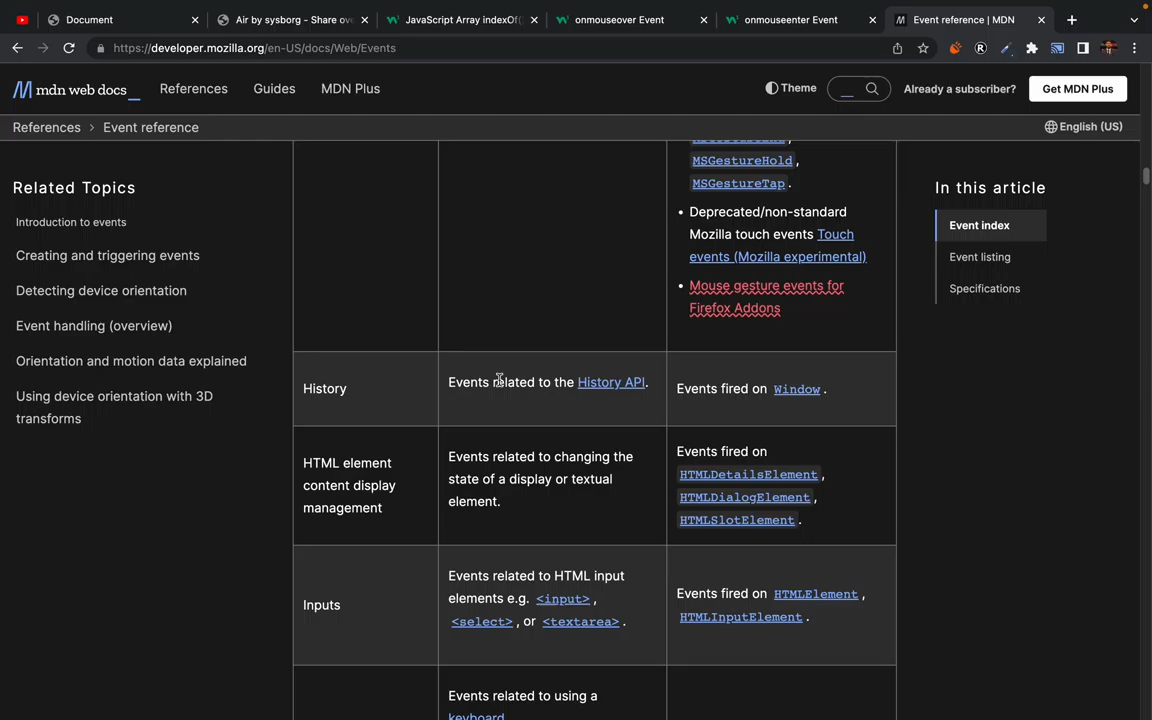 Document
Air by sysborg - Share ov
JavaScript Array indexOf(
onmouseover Event
onmouseenter Event
Event reference | MDN
https://developer.mozilla.org/en-US/docs/Web/Events
mdn web docs_
References
Guides
MDN Plus
Theme
Already a subscriber?
Get MDN Plus
References > Event reference
English (US)
Related Topics
Introduction to events
Creating and triggering events
Detecting device orientation
Event handling (overview)
Orientation and motion data explained
Using device orientation with 3D
transforms
MSGestureHold,
MSGestureTap.
• Deprecated/non-standard
Mozilla touch events Touch
events (Mozilla experimental)
• Mouse gesture events for
Firefox Addons
History
Events related to the History API.
Events fired on Window.
HTML element
content display
management
Events related to changing the
state of a display or textual
element.
Events fired on
HTMLDetailsElement,
HTMLDialogElement,
HTMLSlotElement.
Inputs
Events related to HTML input
elements e.g. <input>,
<select>, or <textarea>.
Events fired on HTMLElement,
HTMLInputElement.
Events related to using a
keyboard
In this article
Event index
Event listing
Specifications